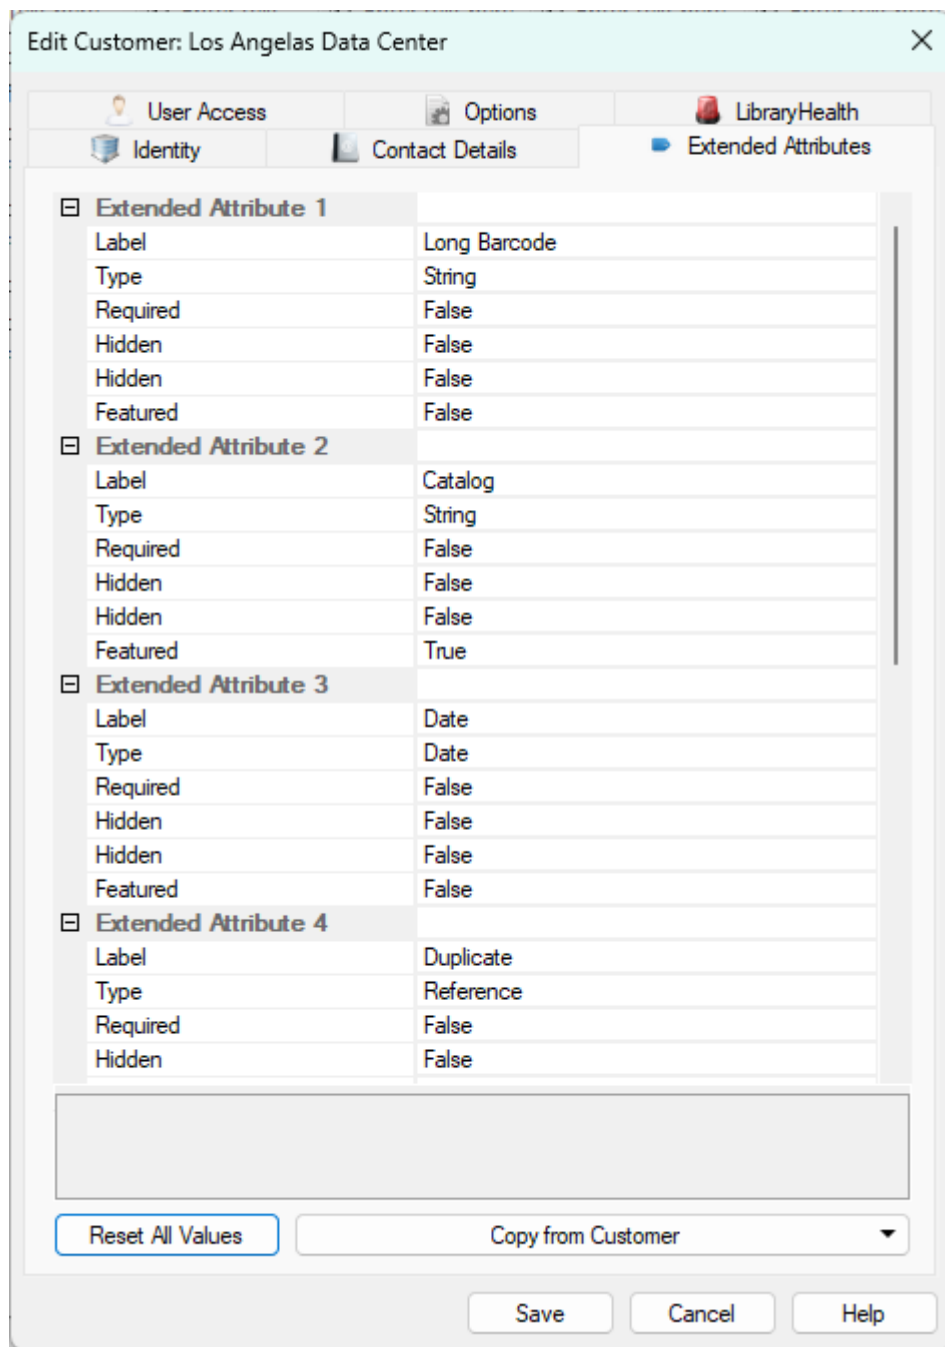 Edit Customer: Los Angelas Data Center
User Access Options LibraryHealth
Identity Contact Details Extended Attributes
Extended Attribute 1
Label Long Barcode
Type String
Required False
Hidden False
Hidden False
Featured False
Extended Attribute 2
Label Catalog
Type String
Required False
Hidden False
Hidden False
Featured True
Extended Attribute 3
Label Date
Type Date
Required False
Hidden False
Hidden False
Featured False
Extended Attribute 4
Label Duplicate
Type Reference
Required False
Hidden False
Reset All Values Copy from Customer
Save Cancel Help